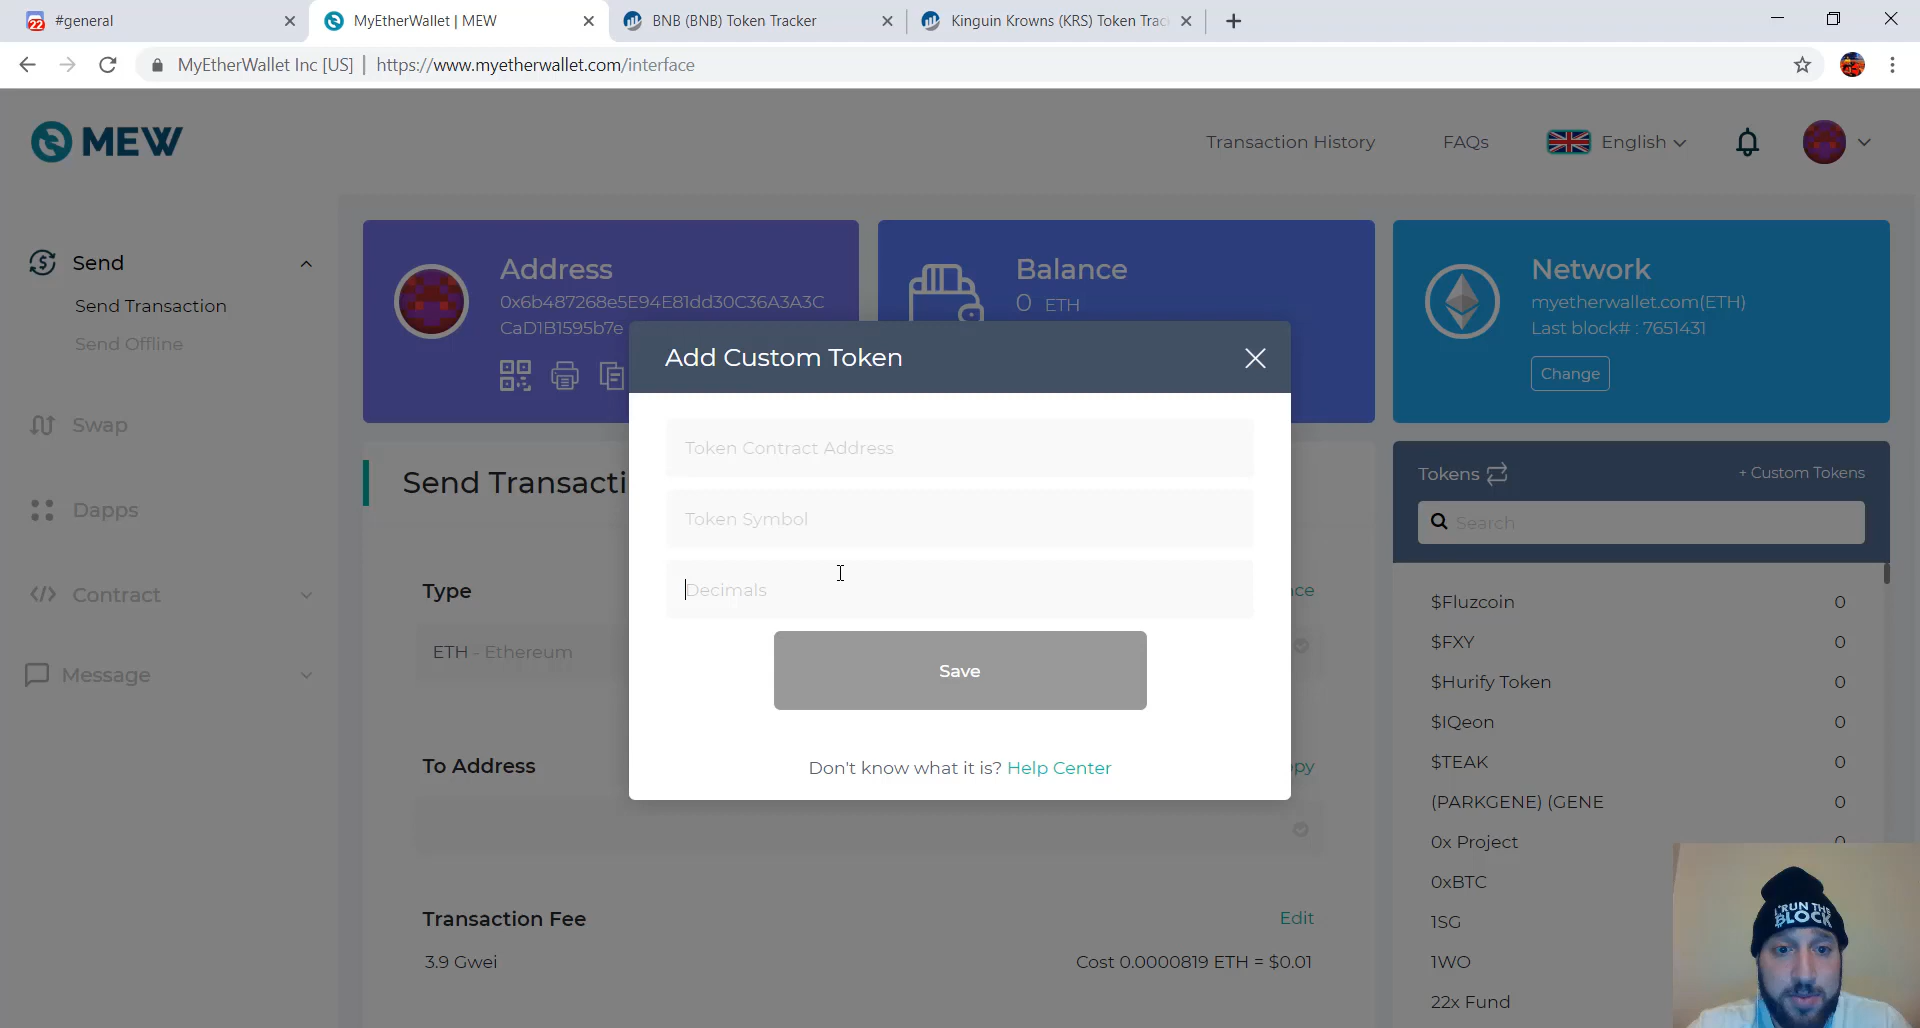 22
#general
MyEtherWallet | MEW
BNB (BNB) Token Tracker
Kinguin Krowns (KRS) Token Trac
MyEtherWallet Inc [US] | https://www.myetherwallet.com/interface
MEW
Transaction History
FAQs
English
Send
Send Transaction
Send Offline
Swap
Dapps
Contract
Message
Address
0x6b487268e5E94E81dd30C36A3A3C
CaD1B1595b7e
Balance
0 ETH
Network
myetherwallet.com(ETH)
Last block# : 7651431
Change
Add Custom Token
Token Contract Address
Token Symbol
Decimals
Save
Don't know what it is? Help Center
Send Transacti
Type
nce
ETH - Ethereum
To Address
opy
Transaction Fee
Edit
3.9 Gwei
Cost 0.0000819 ETH = $0.01
Tokens
+ Custom Tokens
Search
$Fluzcoin 0
$FXY 0
$Hurify Token 0
$IQeon 0
$TEAK 0
(PARKGENE) (GENE 0
0x Project 0
0xBTC
1SG
1WO
22x Fund
I RUN THE
BLOCK